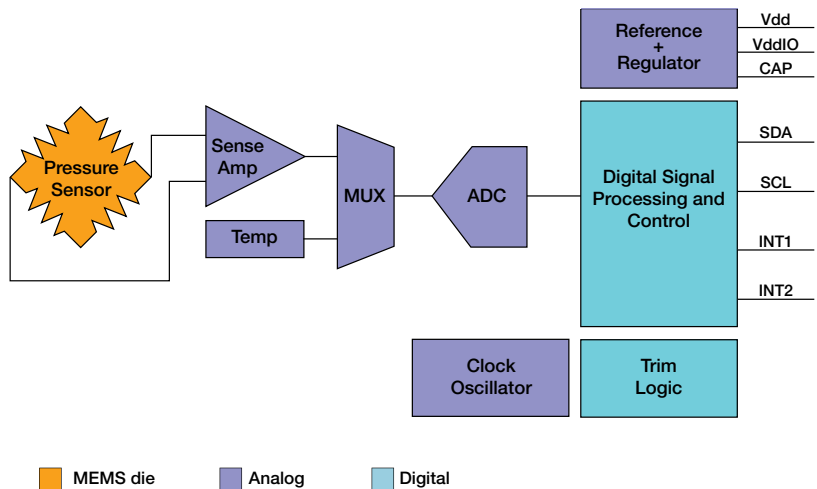 Reference
+
Regulator
Vdd
VddIO
CAP
Pressure
Sensor
Sense
Amp
Temp
MUX
ADC
Digital Signal
Processing and
Control
SDA
SCL
INT1
INT2
Clock
Oscillator
Trim
Logic
MEMS die
Analog
Digital